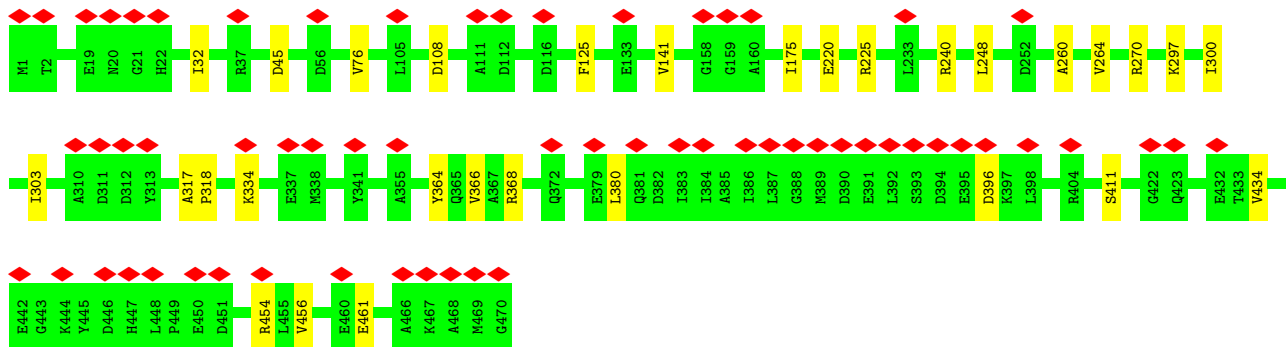 M1 T2 E19 N20 G21 H22 I32 R37 D45 D56 V76 L105 D108 A111 D112 D116 F125 E133 V141 G158 G159 A160 I175 E220 R225 L233 R240 L248 D252 A260 V264 R270 K297 I300
I303 A310 D311 D312 Y313 A317 P318 K334 E337 M338 Y341 A355 Y364 Q365 V366 A367 R368 Q372 E379 L380 Q381 D382 I383 I384 A385 I386 L387 G388 M389 D390 E391 L392 S393 D394 E395 D396 K397 L398 R404 S411 G422 Q423 E432 T433 V434
E442 G443 K444 Y445 D446 H447 L448 P449 E450 D451 R454 L455 V456 E460 E461 A466 K467 A468 M469 G470